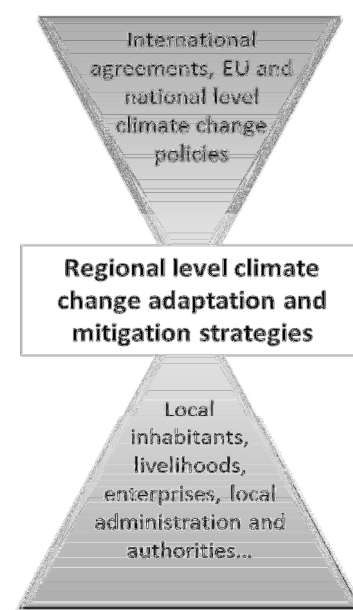 International
agreements, EU and
national level
climate change
policies
Regional level climate
change adaptation and
mitigation strategies
Local
inhabitants,
livelihoods,
enterprises, local
administration and
authorities...